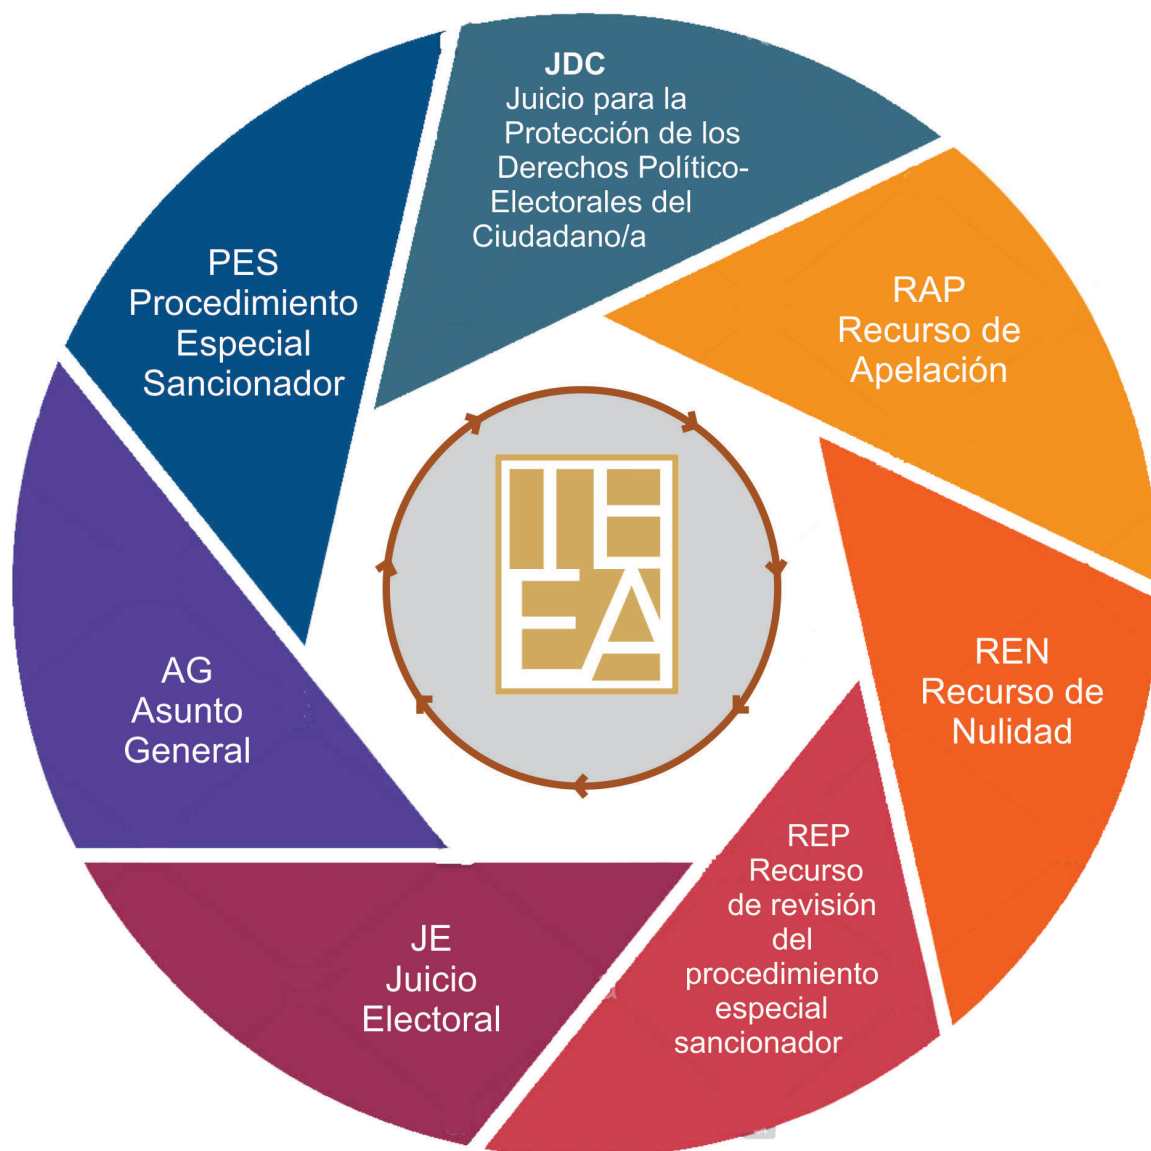 JDC
Juicio para la
Protección de los
Derechos Político-
Electorales del
Ciudadano/a
RAP
Recurso de
Apelación
REN
Recurso de
Nulidad
REP
Recurso
de revisión
del
procedimiento
especial
sancionador
JE
Juicio
Electoral
AG
Asunto
General
PES
Procedimiento
Especial
Sancionador
TEEA